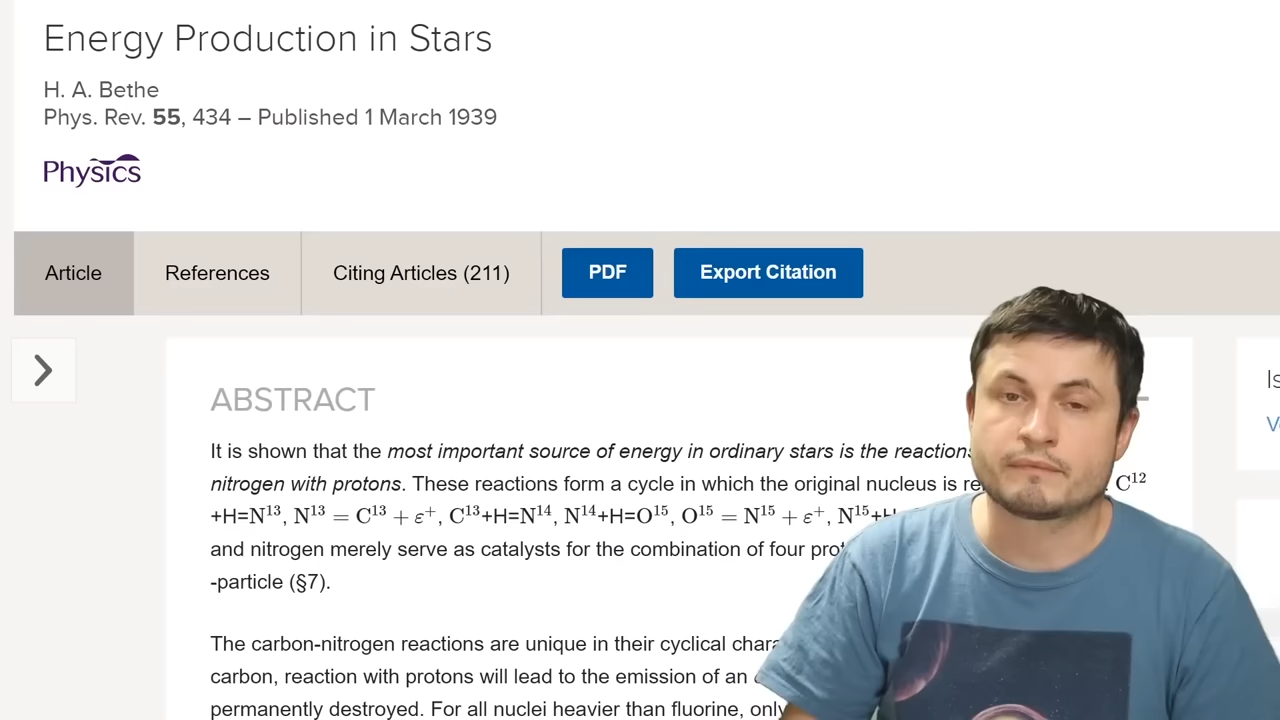 Energy Production in Stars
H. A. Bethe
Phys. Rev. 55, 434 – Published 1 March 1939
Physics
Article References Citing Articles (211) PDF Export Citation
ABSTRACT
It is shown that the most important source of energy in ordinary stars is the reactions
nitrogen with protons. These reactions form a cycle in which the original nucleus is C¹²
+H=N¹³, N¹³ = C¹³ + ε⁺, C¹³+H=N¹⁴, N¹⁴+H=O¹⁵, O¹⁵ = N¹⁵ + ε⁺, N¹⁵+H
and nitrogen merely serve as catalysts for the combination of four
-particle (§7).
The carbon-nitrogen reactions are unique in their cyclical
carbon, reaction with protons will lead to the emission of an
permanently destroyed. For all nuclei heavier than fluorine, only